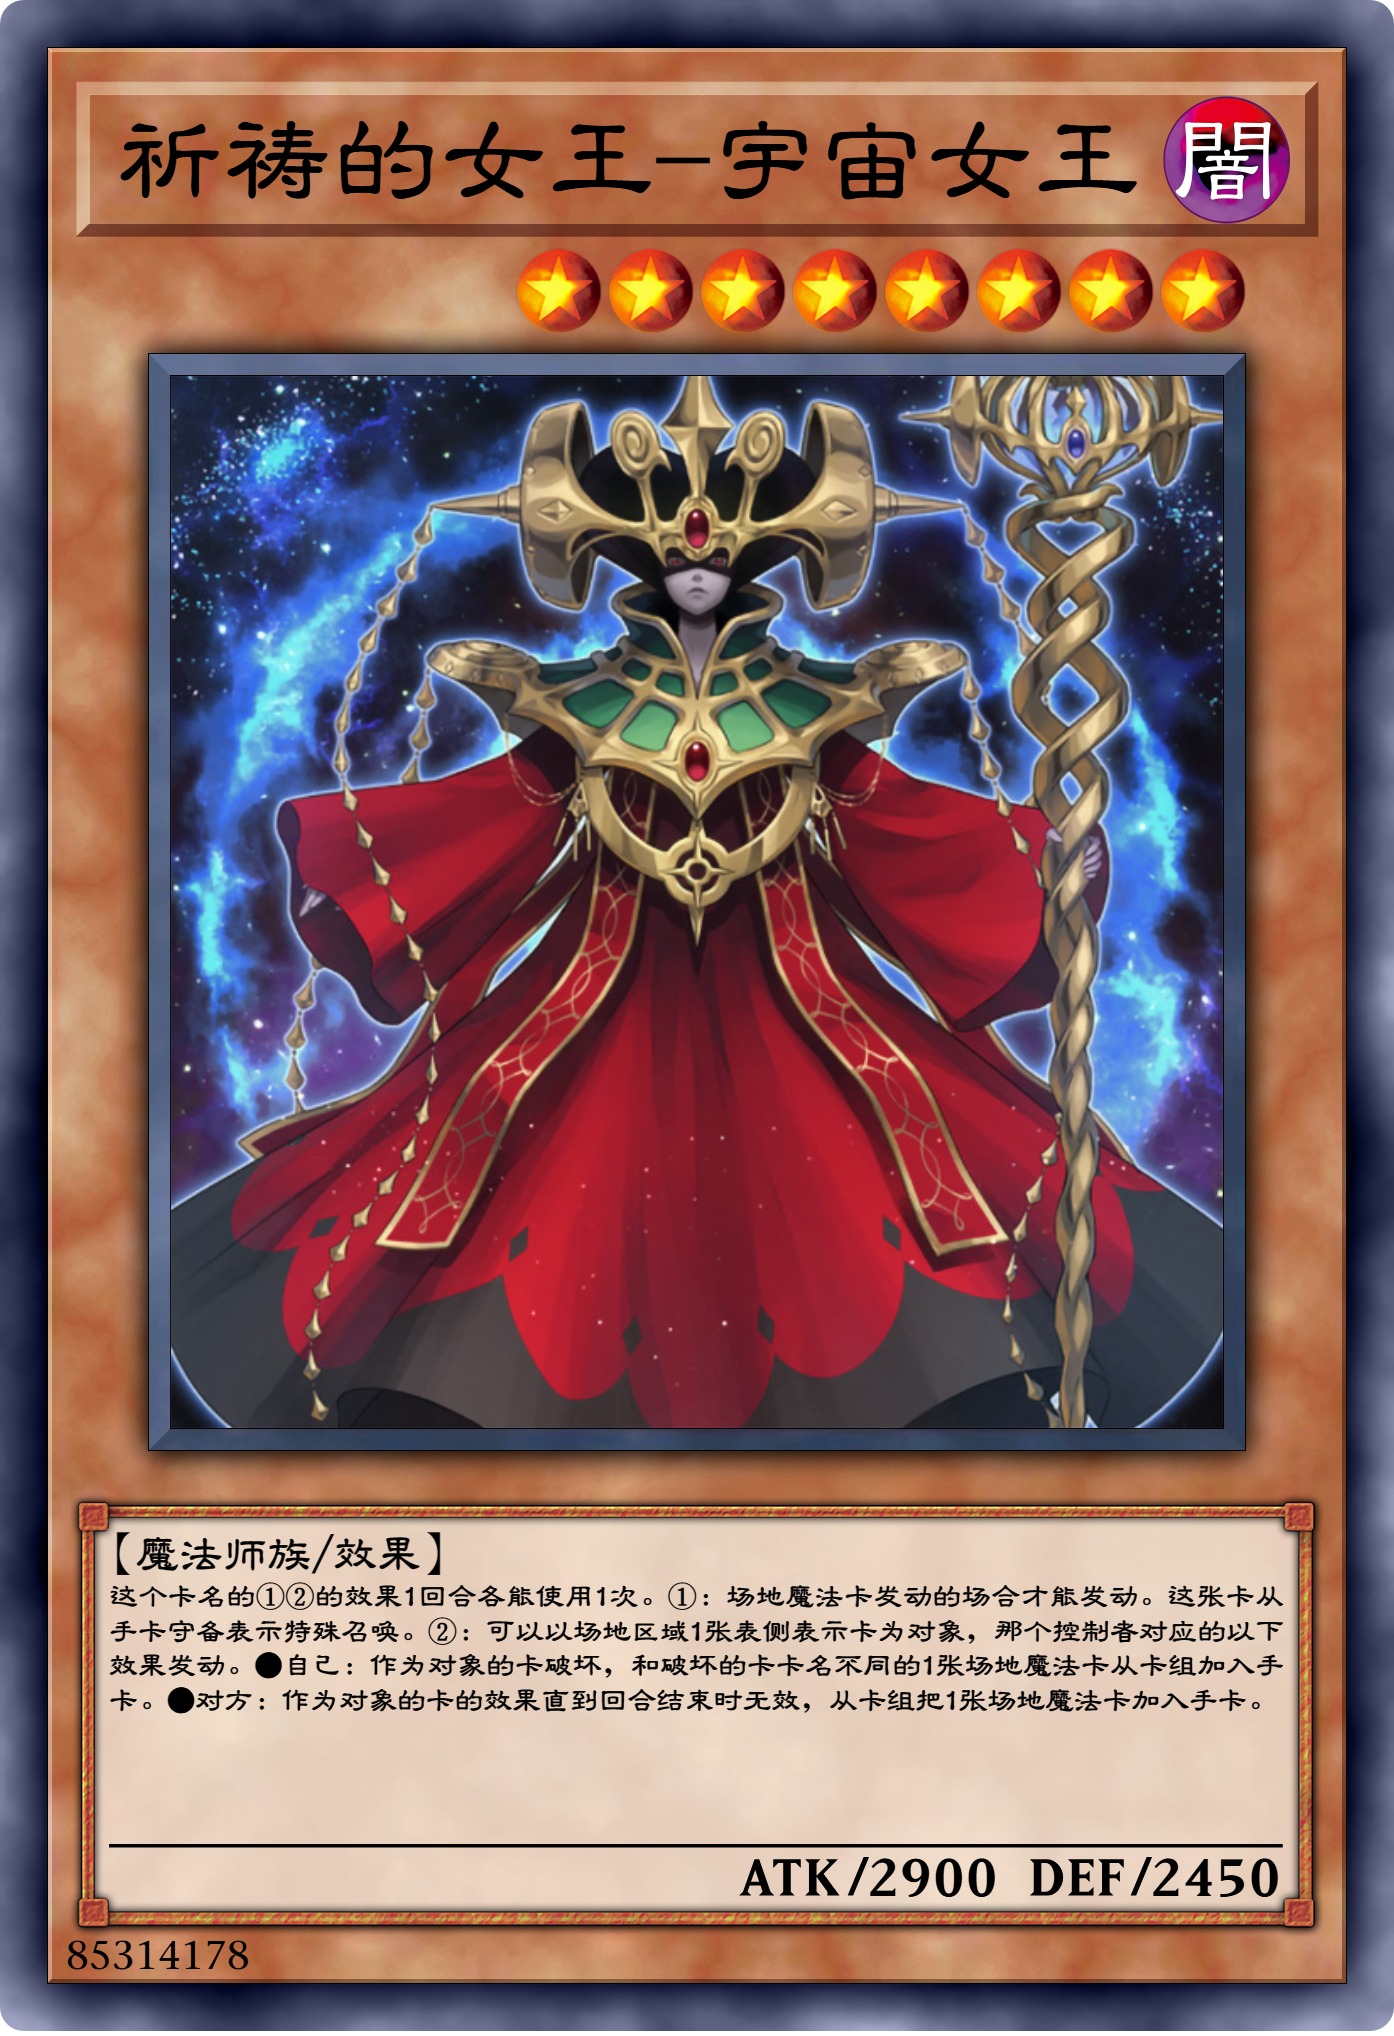 祈祷的女王-宇宙女王
闇
【魔法师族/效果】
这个卡名的①②的效果1回合各能使用1次。①：场地魔法卡发动的场合才能发动。这张卡从
手卡守备表示特殊召唤。②：可以以场地区域1张表侧表示卡为对象，那个控制者对应的以下
效果发动。●自己：作为对象的卡破坏，和破坏的卡卡名不同的1张场地魔法卡从卡组加入手
卡。●对方：作为对象的卡的效果直到回合结束时无效，从卡组把1张场地魔法卡加入手卡。
ATK/2900 DEF/2450
85314178